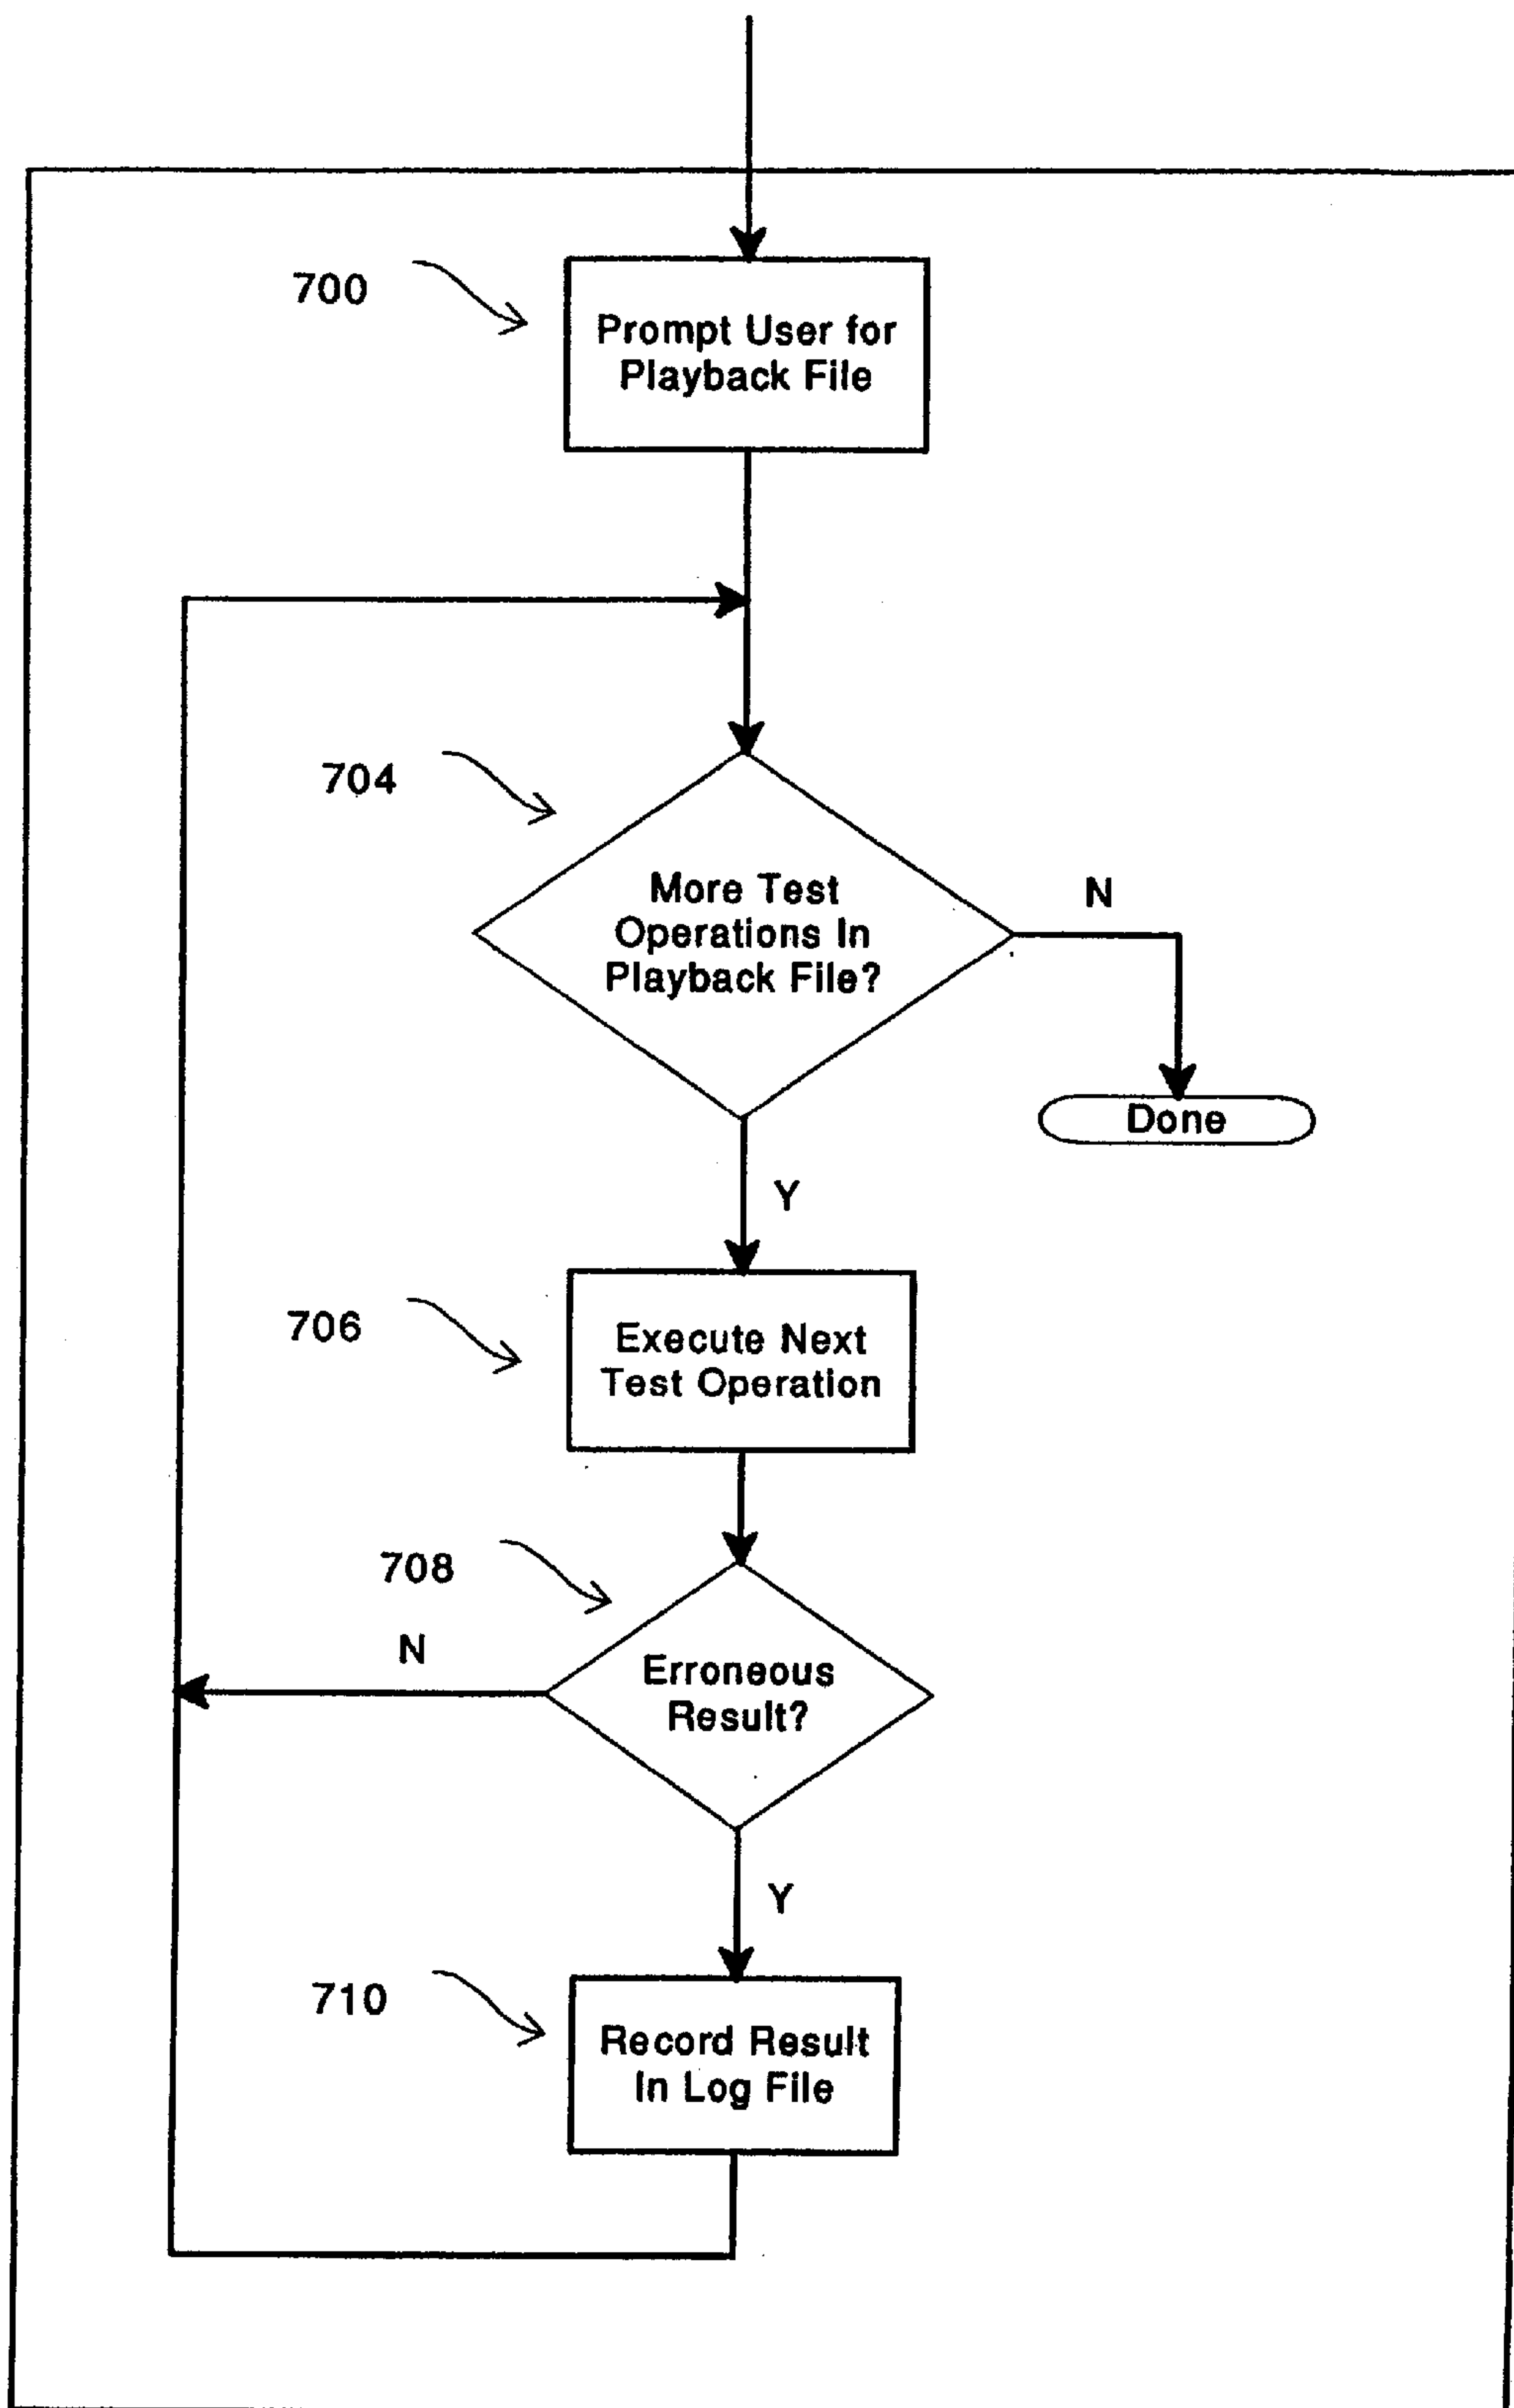 700
Prompt User for
Playback File
704
More Test
Operations In
Playback File?
N
Done
Y
706
Execute Next
Test Operation
708
N
Erroneous
Result?
Y
710
Record Result
In Log File